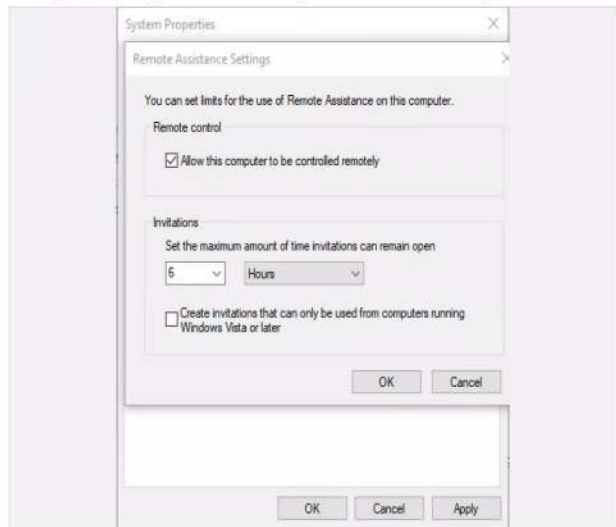 System Properties
Remote Assistance Settings
You can set limits for the use of Remote Assistance on this computer.
Remote control
Allow this computer to be controlled remotely
Invitations
Set the maximum amount of time invitations can remain open
6 Hours
Create invitations that can only be used from computers running
Windows Vista or later
OK Cancel
OK Cancel Apply